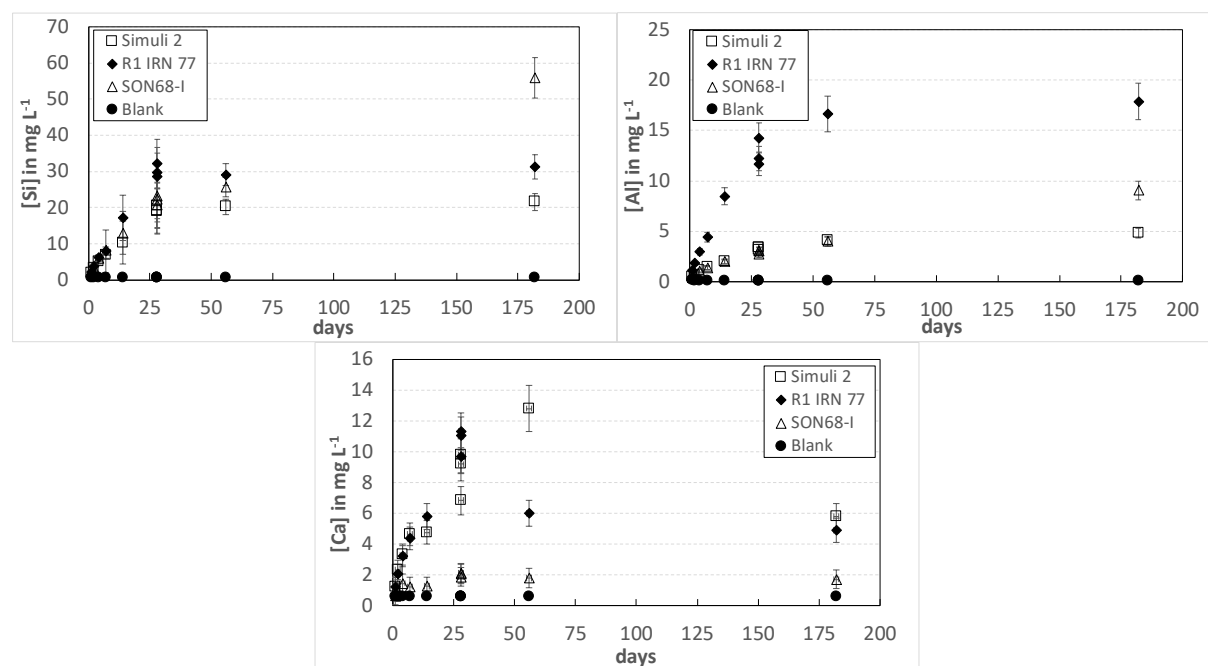 70
60
50
40
30
20
10
0
[Si] in mg L-1
Simuli 2
R1 IRN 77
SON68-I
Blank
0 25 50 75 100 125 150 175 200
days
25
20
15
10
5
0
[Al] in mg L-1
Simuli 2
R1 IRN 77
SON68-I
Blank
0 25 50 75 100 125 150 175 200
days
16
14
12
10
8
6
4
2
0
[Ca] in mg L-1
Simuli 2
R1 IRN 77
SON68-I
Blank
0 25 50 75 100 125 150 175 200
days